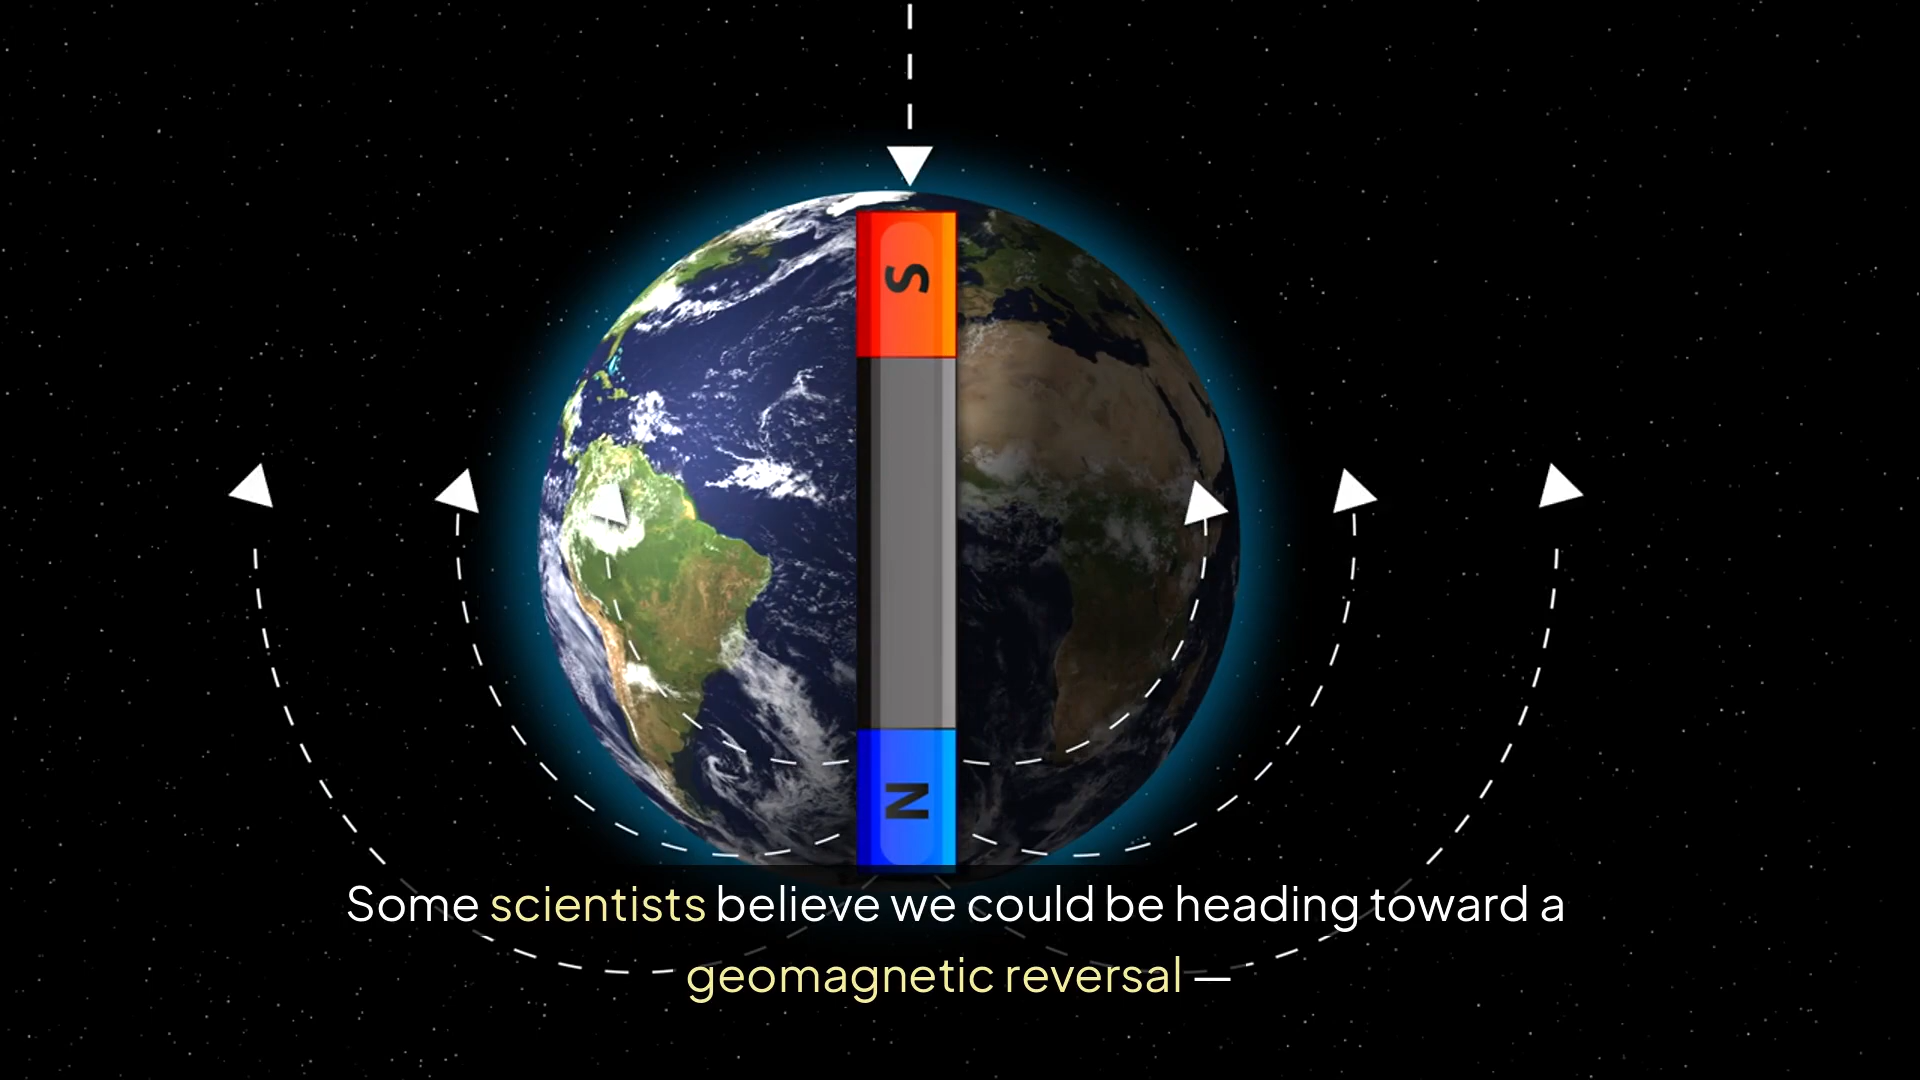 S
N
Some scientists believe we could be heading toward a
geomagnetic reversal —